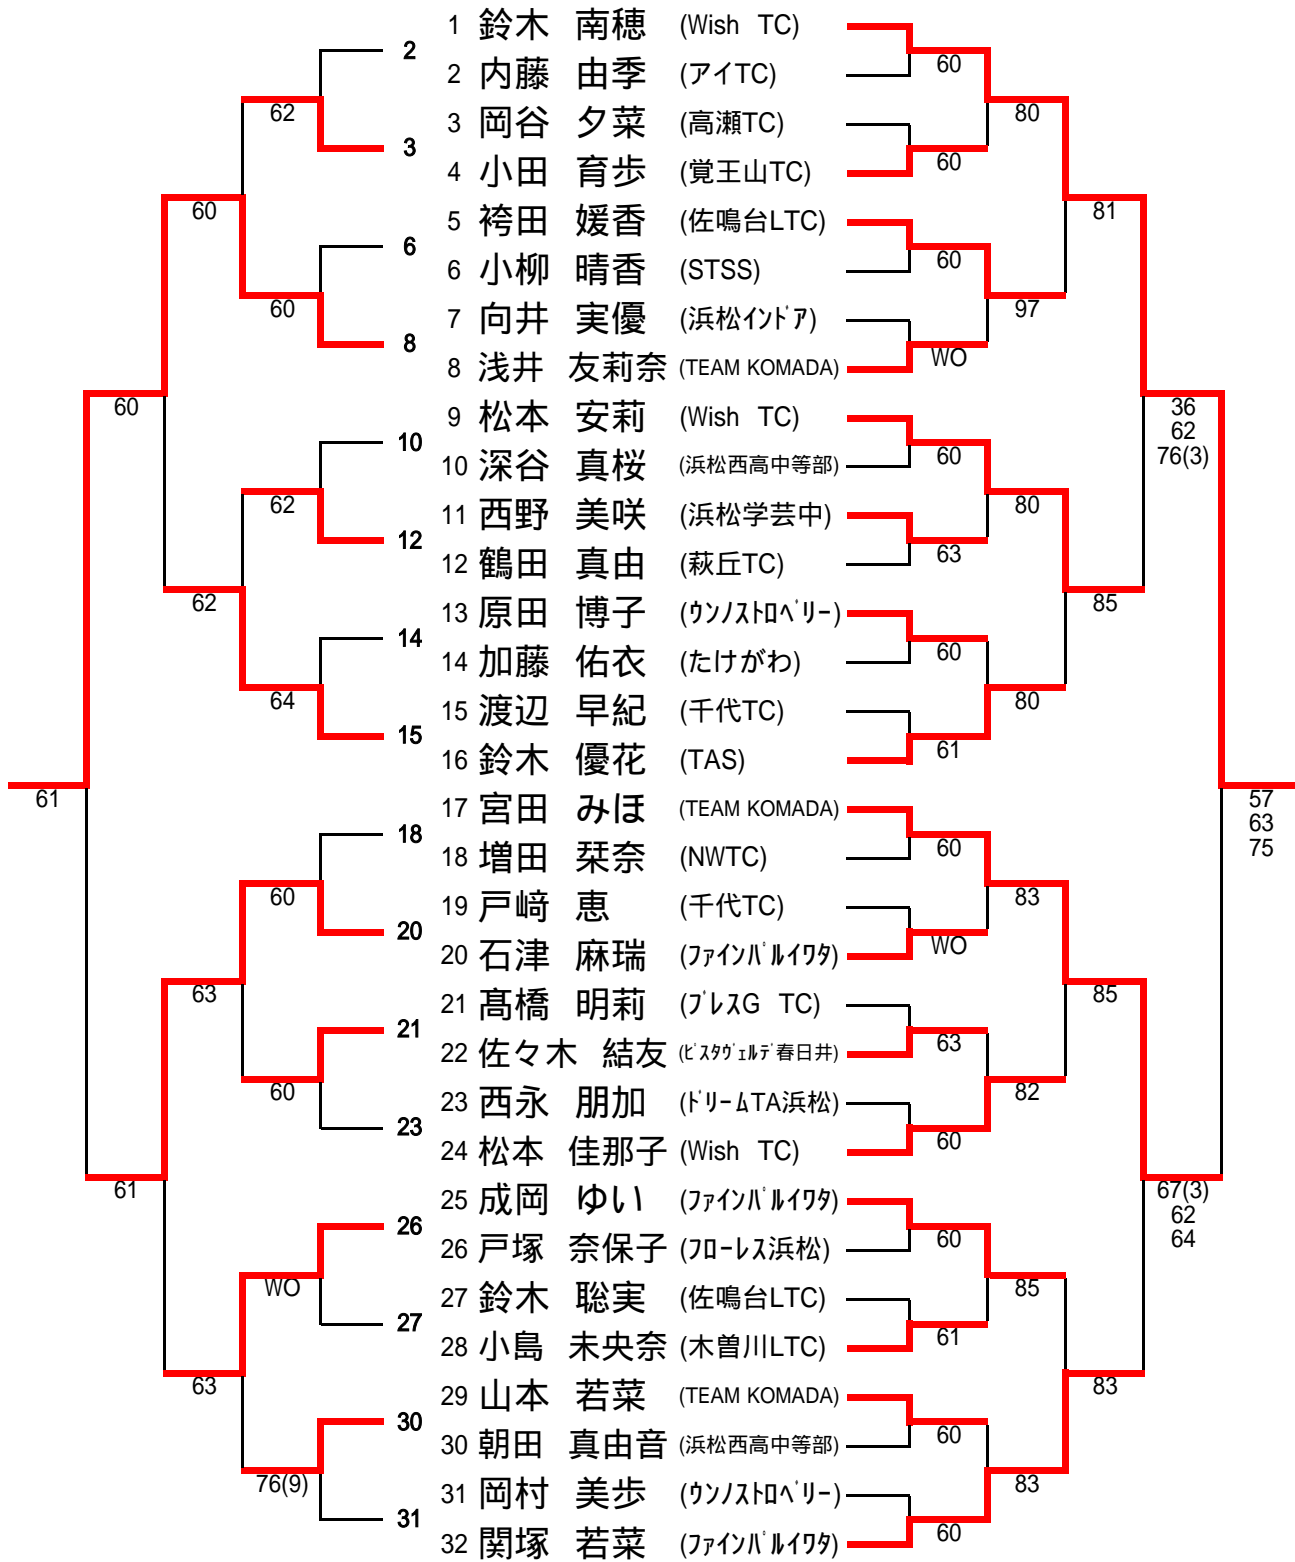 1 鈴木 南穂 (Wish TC)
2 内藤 由季 (アイTC)
3 岡谷 夕菜 (高瀬TC)
4 小田 育歩 (覚王山TC)
5 袴田 媛香 (佐鳴台LTC)
6 小柳 晴香 (STSS)
7 向井 実優 (浜松インドア)
8 浅井 友莉奈 (TEAM KOMADA)
9 松本 安莉 (Wish TC)
10 深谷 真桜 (浜松西高中等部)
11 西野 美咲 (浜松学芸中)
12 鶴田 真由 (萩丘TC)
13 原田 博子 (ウンノストロベリー)
14 加藤 佑衣 (たけがわ)
15 渡辺 早紀 (千代TC)
16 鈴木 優花 (TAS)
17 宮田 みほ (TEAM KOMADA)
18 増田 栞奈 (NWTC)
19 戸﨑 恵 (千代TC)
20 石津 麻瑞 (ファインバルイワタ)
21 髙橋 明莉 (ブレスG TC)
22 佐々木 結友 (ビスタヴェルデ春日井)
23 西永 朋加 (ドリームTA浜松)
24 松本 佳那子 (Wish TC)
25 成岡 ゆい (ファインバルイワタ)
26 戸塚 奈保子 (フローレス浜松)
27 鈴木 聡実 (佐鳴台LTC)
28 小島 未央奈 (木曽川LTC)
29 山本 若菜 (TEAM KOMADA)
30 朝田 真由音 (浜松西高中等部)
31 岡村 美歩 (ウンノストロベリー)
32 関塚 若菜 (ファインバルイワタ)
60
60
60
WO
60
63
60
61
60
WO
63
60
60
61
60
60
80
97
80
80
83
82
85
83
81
85
85
83
36
62
76(3)
67(3)
62
64
57
63
75
2
3
6
8
10
12
14
15
18
20
21
23
26
27
30
31
62
60
62
64
60
60
WO
76(9)
60
62
63
63
60
61
61